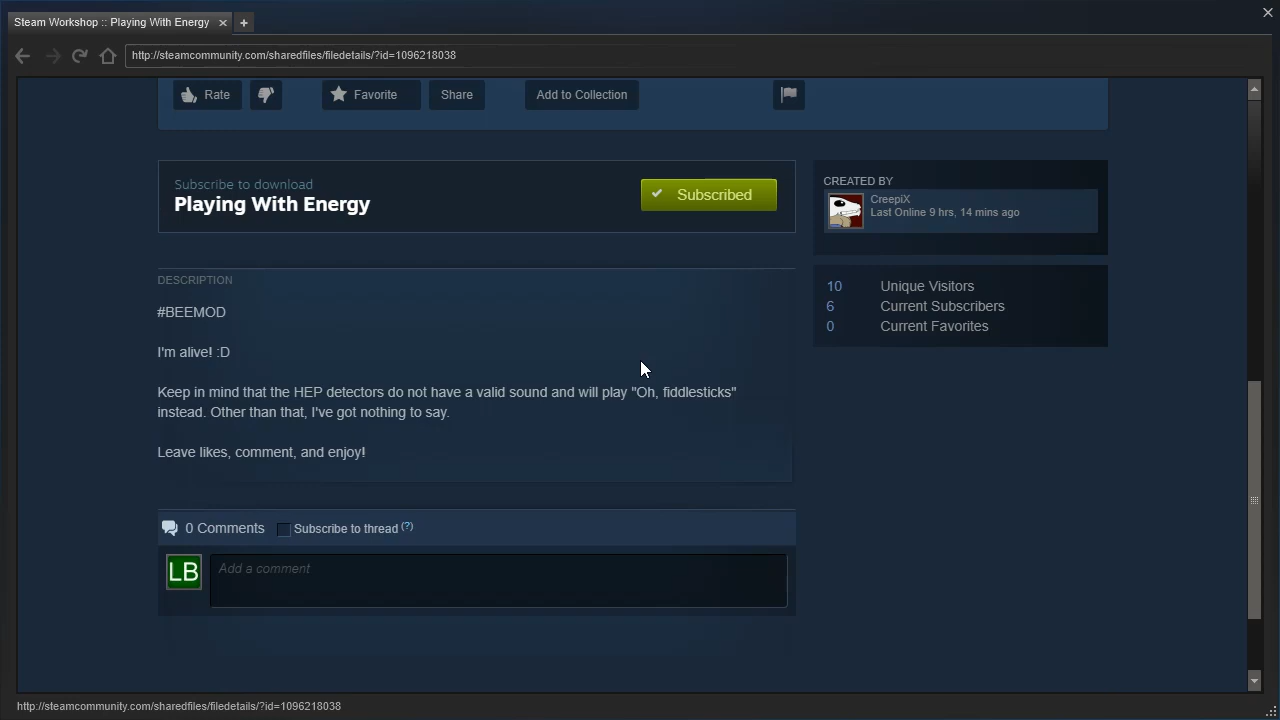 Steam Workshop :: Playing With Energy
http://steamcommunity.com/sharedfiles/filedetails/?id=1096218038
Rate
Favorite
Share
Add to Collection
Subscribe to download
Playing With Energy
Subscribed
CREATED BY
CreepiX
Last Online 9 hrs, 14 mins ago
10 Unique Visitors
6 Current Subscribers
0 Current Favorites
DESCRIPTION
#BEEMOD
I'm alive! :D
Keep in mind that the HEP detectors do not have a valid sound and will play "Oh, fiddlesticks"
instead. Other than that, I've got nothing to say.
Leave likes, comment, and enjoy!
0 Comments
Subscribe to thread (?)
LB
Add a comment
http://steamcommunity.com/sharedfiles/filedetails/?id=1096218038